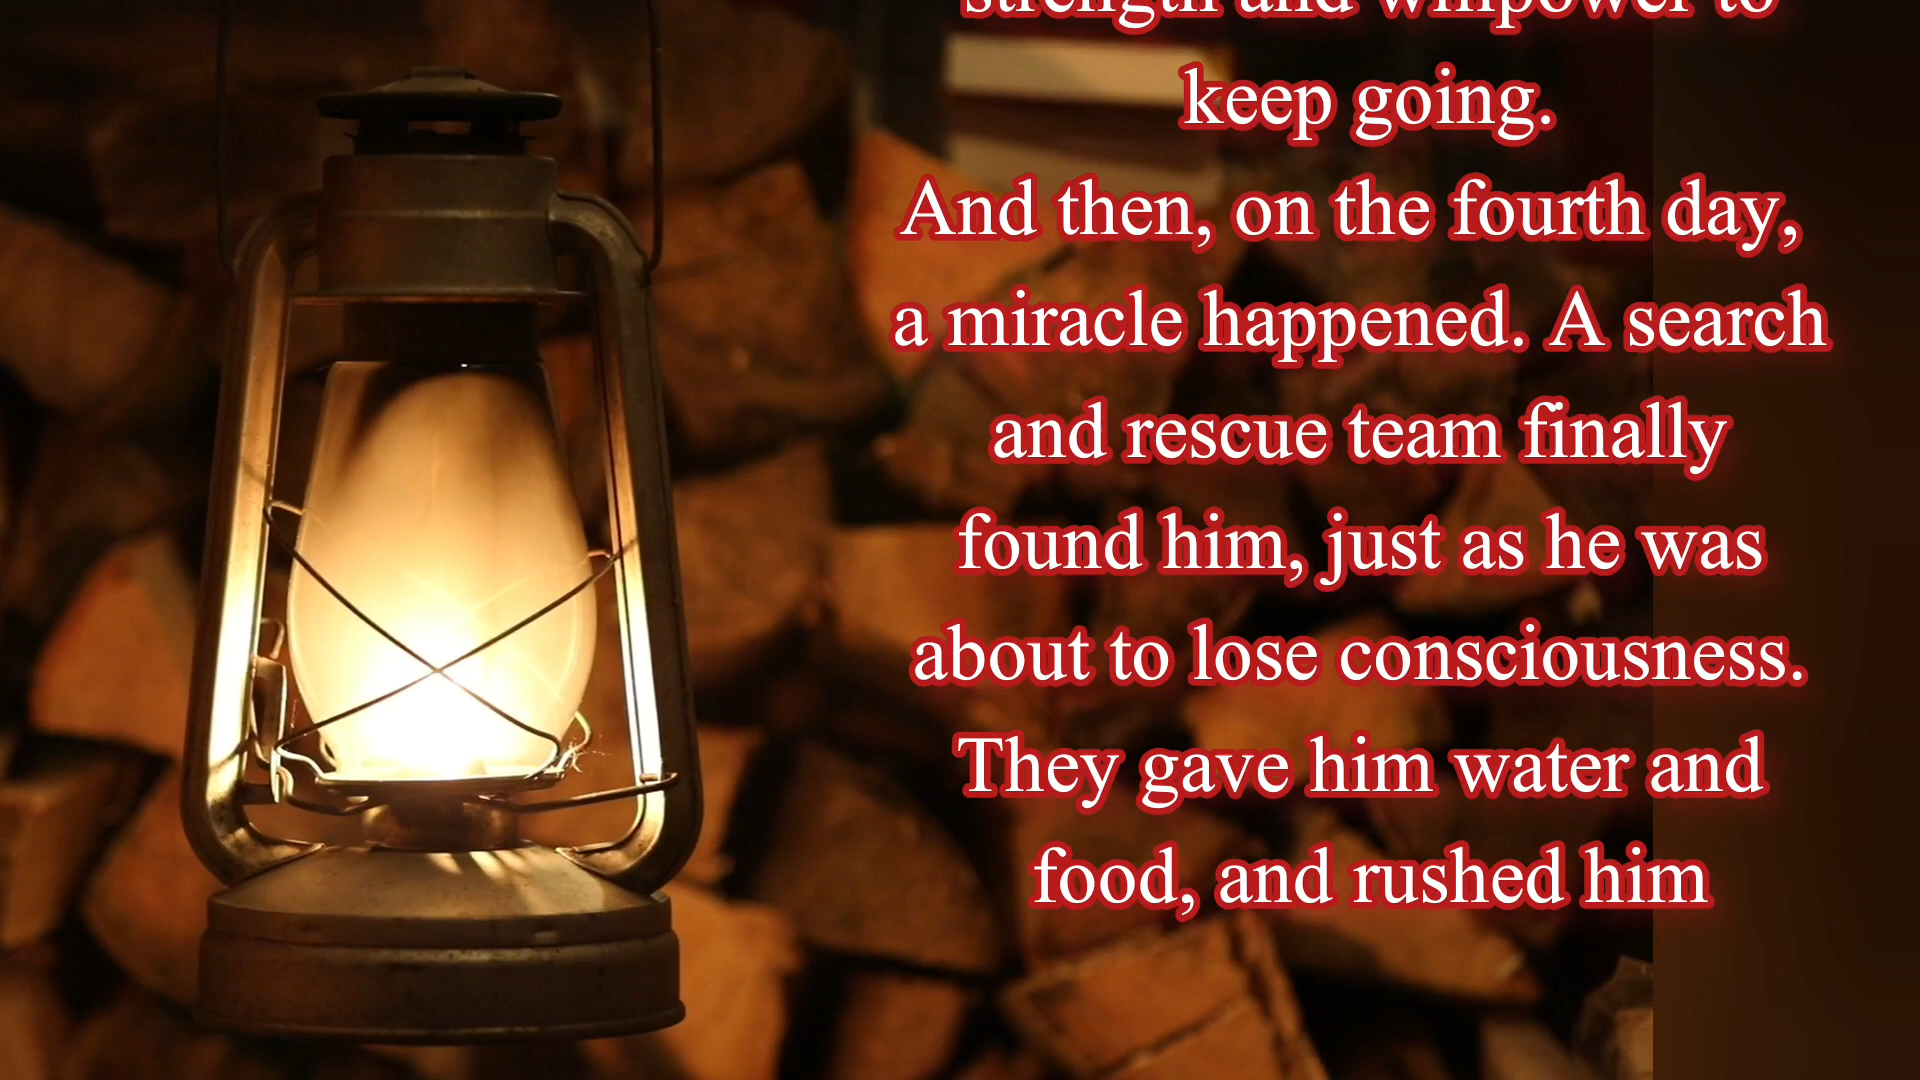 strength and willpower to
keep going.
And then, on the fourth day,
a miracle happened. A search
and rescue team finally
found him, just as he was
about to lose consciousness.
They gave him water and
food, and rushed him